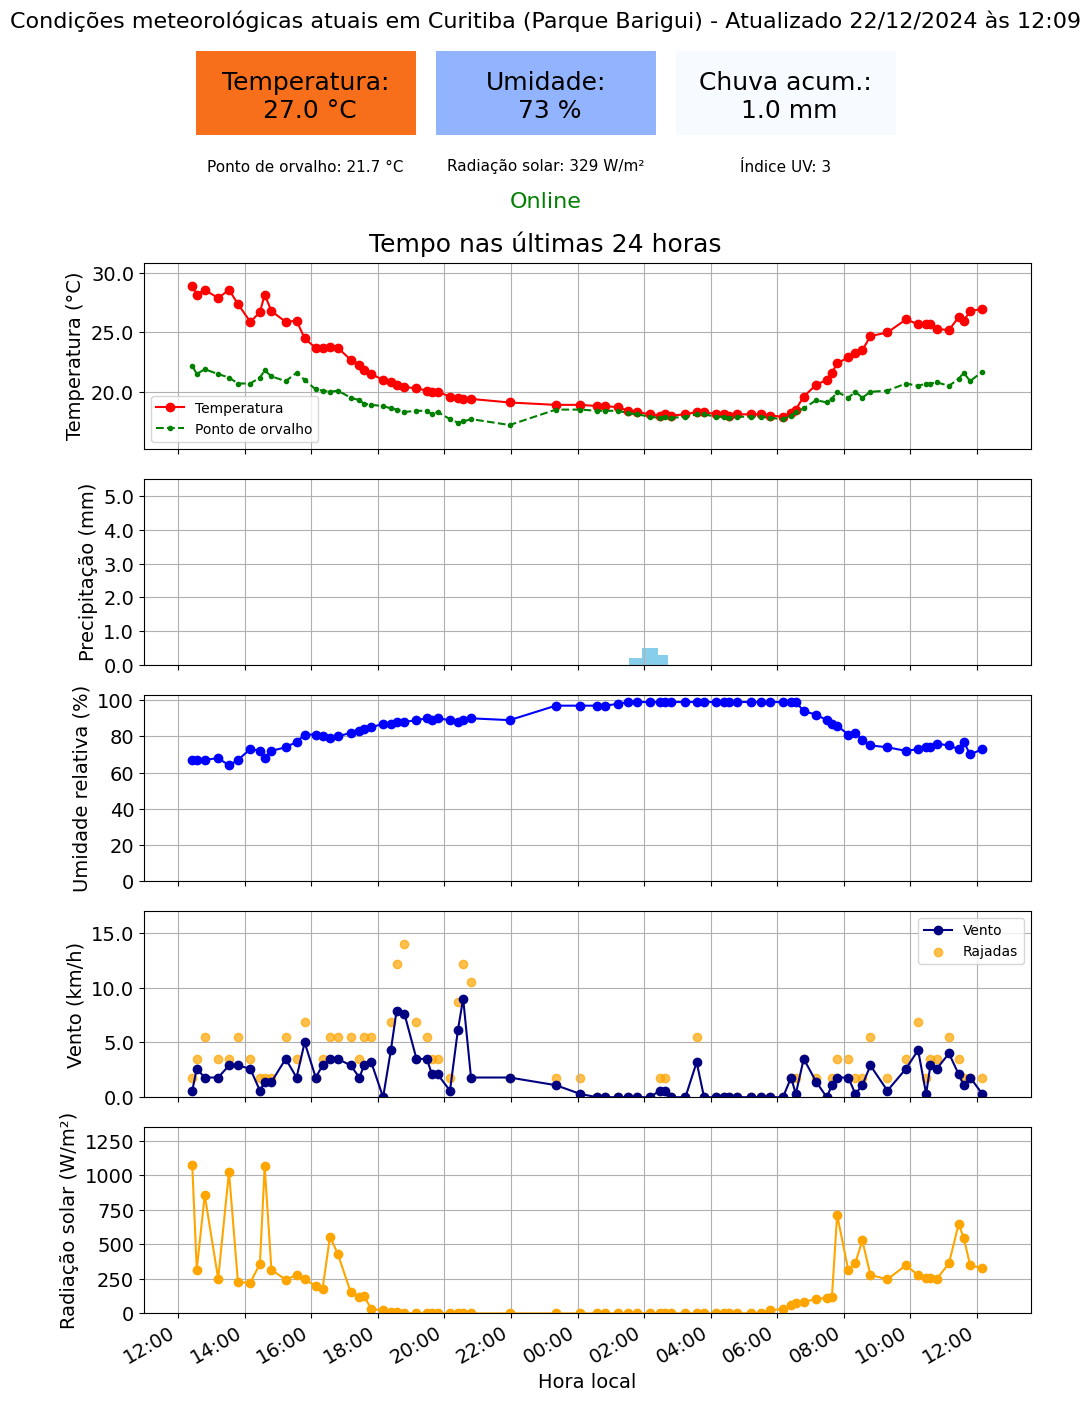 Condições meteorológicas atuais em Curitiba (Parque Barigui) - Atualizado 22/12/2024 às 12:09
Temperatura:
27.0 °C
Umidade:
73 %
Chuva acum.:
1.0 mm
Ponto de orvalho: 21.7 °C
Radiação solar: 329 W/m²
Índice UV: 3
Online
Tempo nas últimas 24 horas
Temperatura (°C)
30.0
25.0
20.0
Temperatura
Ponto de orvalho
Precipitação (mm)
5.0
4.0
3.0
2.0
1.0
0.0
Umidade relativa (%)
100
80
60
40
20
0
Vento (km/h)
15.0
10.0
5.0
0.0
Vento
Rajadas
Radiação solar (W/m²)
1250
1000
750
500
250
0
12:00
14:00
16:00
18:00
20:00
22:00
00:00
02:00
04:00
06:00
08:00
10:00
12:00
Hora local